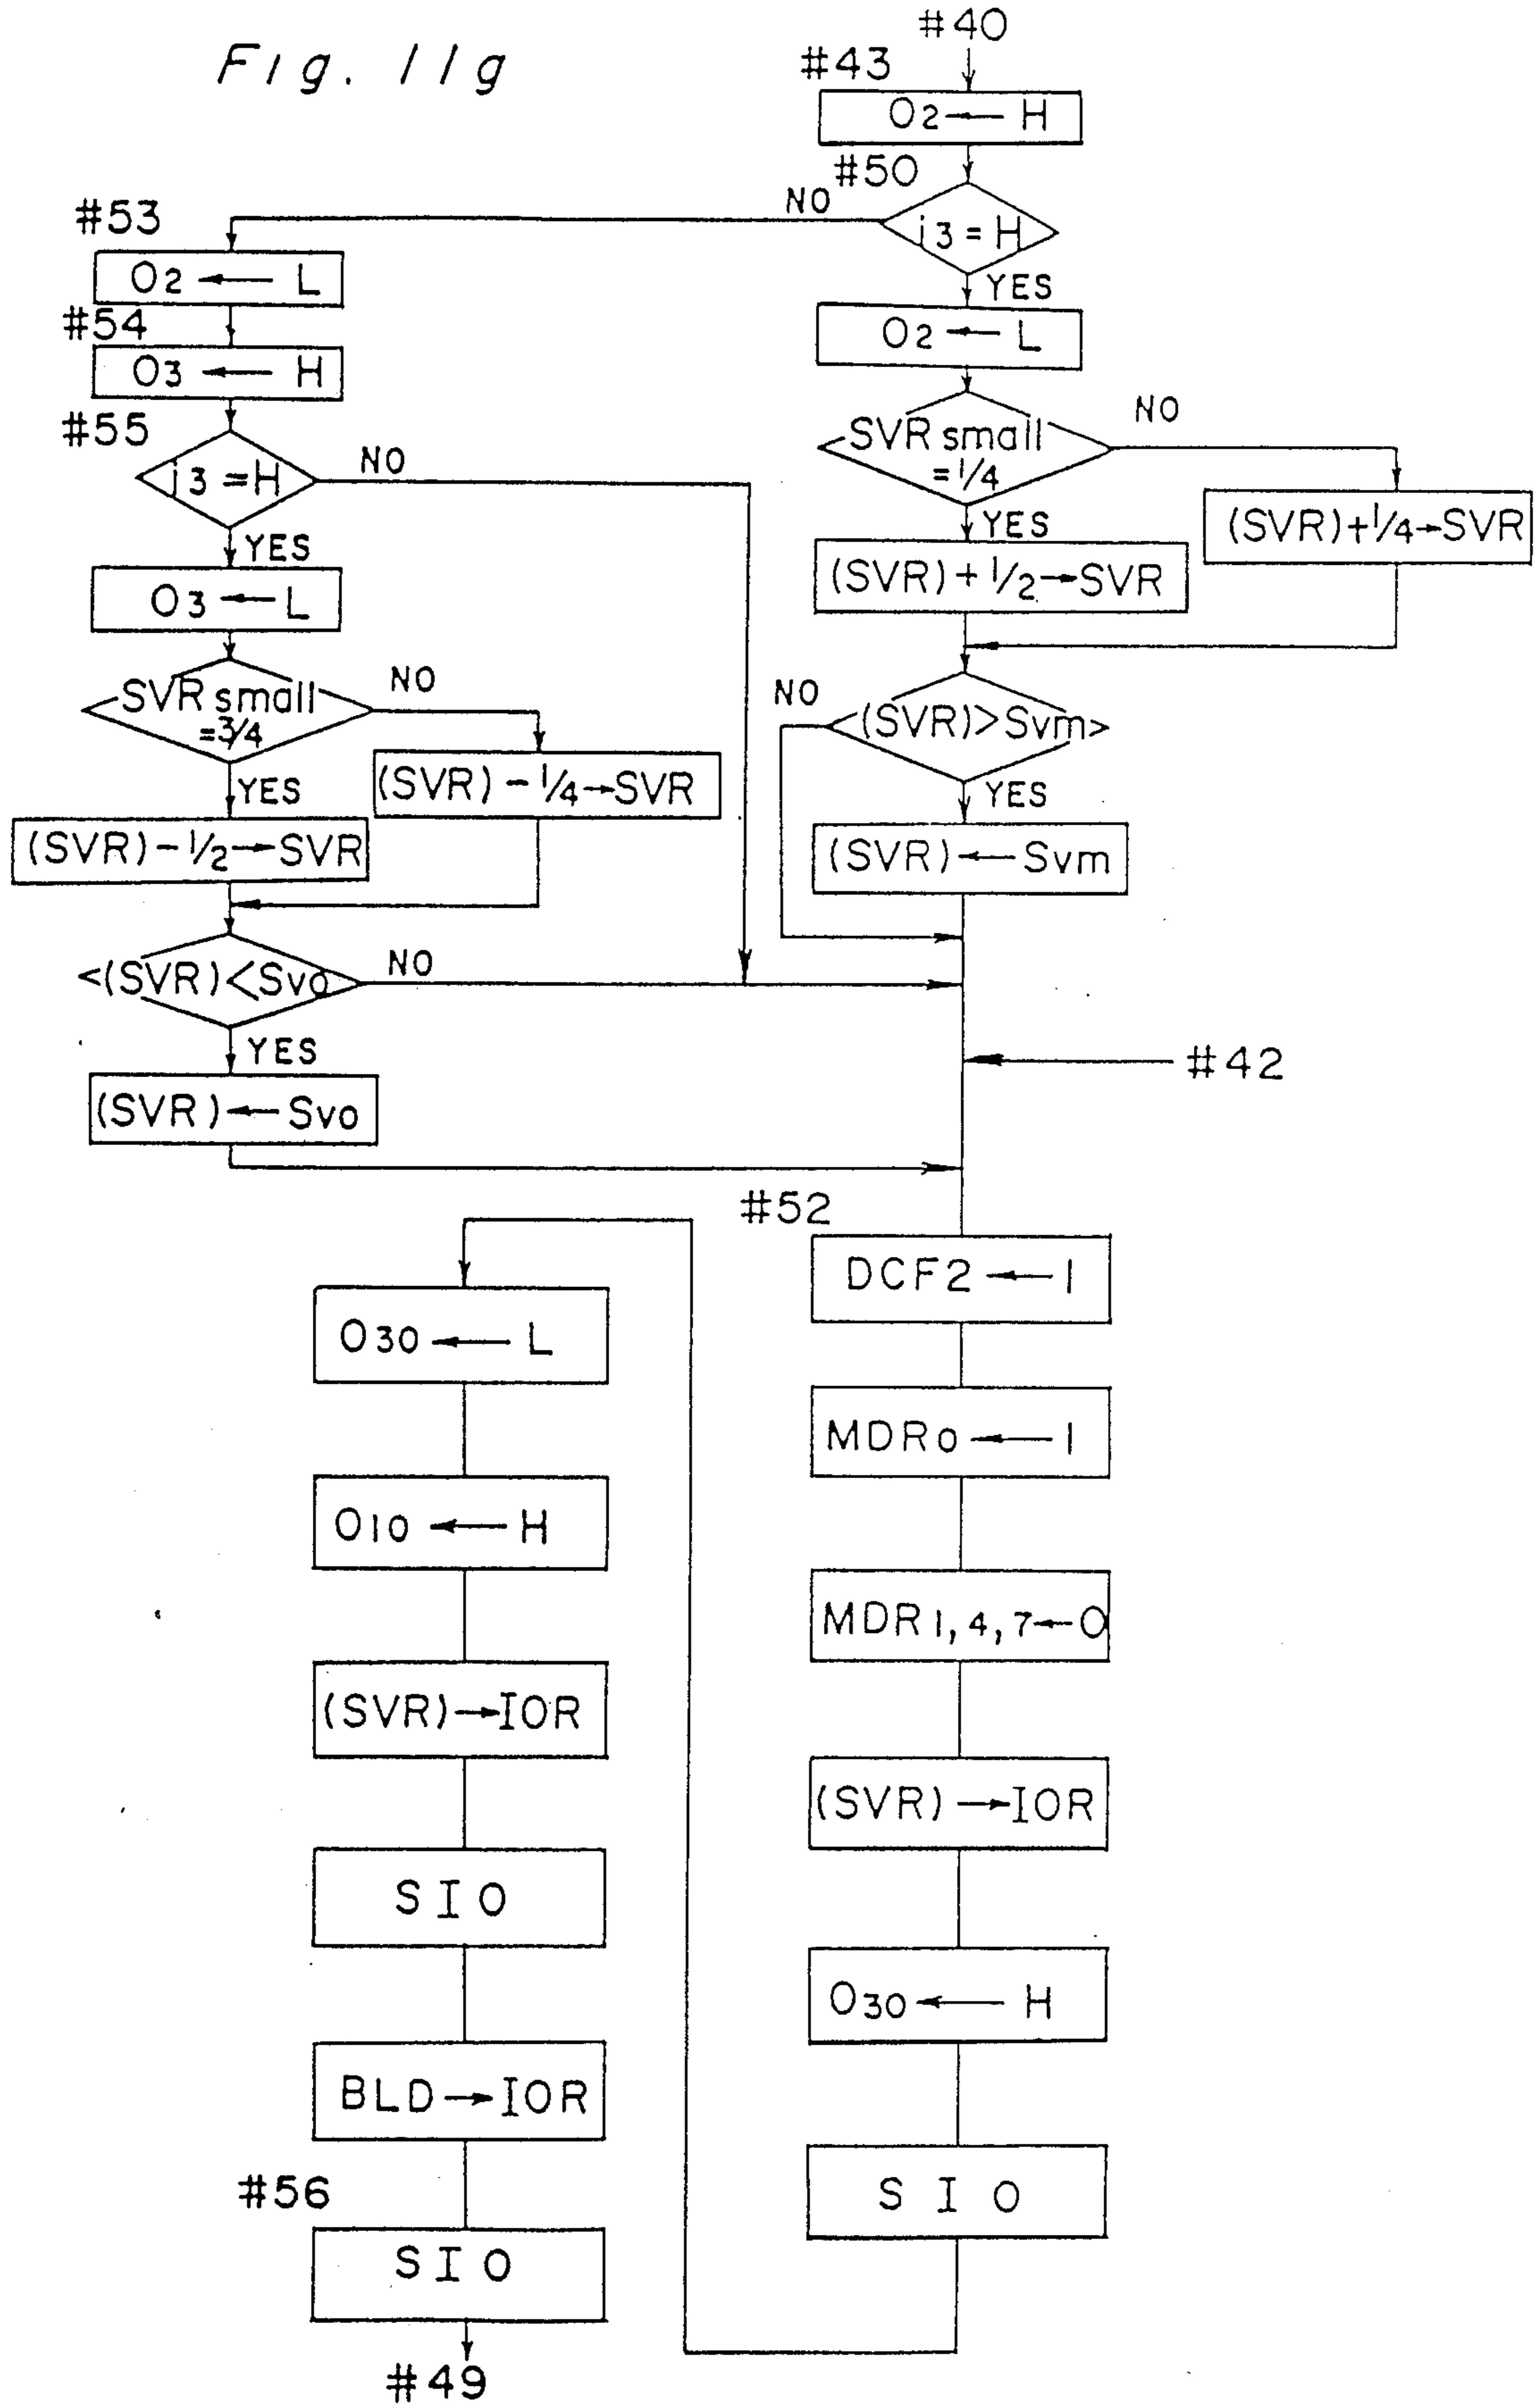 Fig. 11g
#40
#43
O2 ← H
#50
i3 = H
NO
YES
O2 ← L
SVR small
= 1/4
NO
YES
(SVR)+1/4→SVR
(SVR)+ 1/2→SVR
(SVR)>Svm
NO
YES
(SVR) ← Svm
#53
O2 ← L
#54
O3 ← H
#55
i3 = H
NO
YES
O3 ← L
SVR small
=3/4
NO
YES
(SVR) - 1/4→SVR
(SVR)- 1/2→SVR
(SVR)<Svo
NO
YES
(SVR)← Svo
#42
#52
DCF2 ← 1
MDR0 ← 1
MDR1, 4, 7←0
(SVR) →IOR
O30 ← H
S I O
O30 ← L
O10 ← H
(SVR)→IOR
S I O
BLD→IOR
#56
S I O
#49